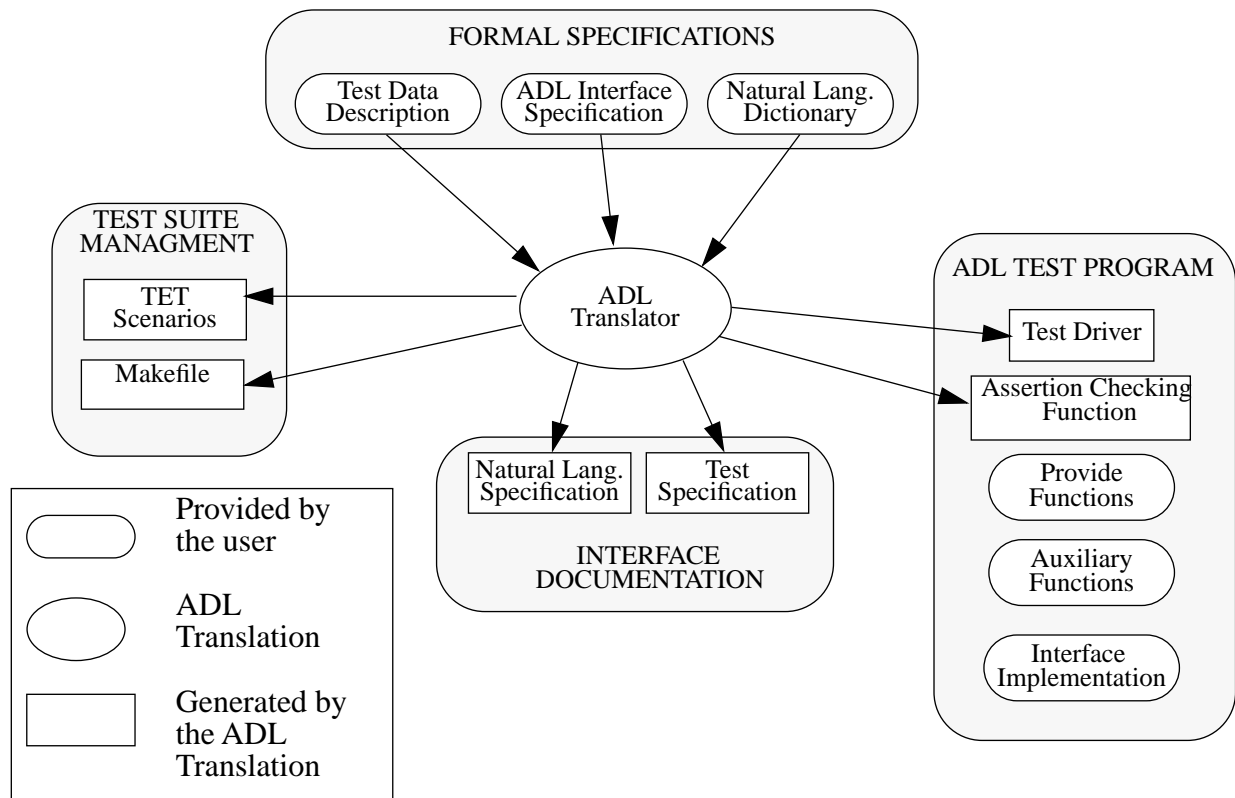 FORMAL SPECIFICATIONS
Test Data
Description
ADL Interface
Specification
Natural Lang.
Dictionary
TEST SUITE
MANAGMENT
TET
Scenarios
Makefile
ADL
Translator
ADL TEST PROGRAM
Test Driver
Assertion Checking
Function
Provide
Functions
Auxiliary
Functions
Interface
Implementation
Natural Lang.
Specification
Test
Specification
INTERFACE
DOCUMENTATION
Provided by
the user
ADL
Translation
Generated by
the ADL
Translation